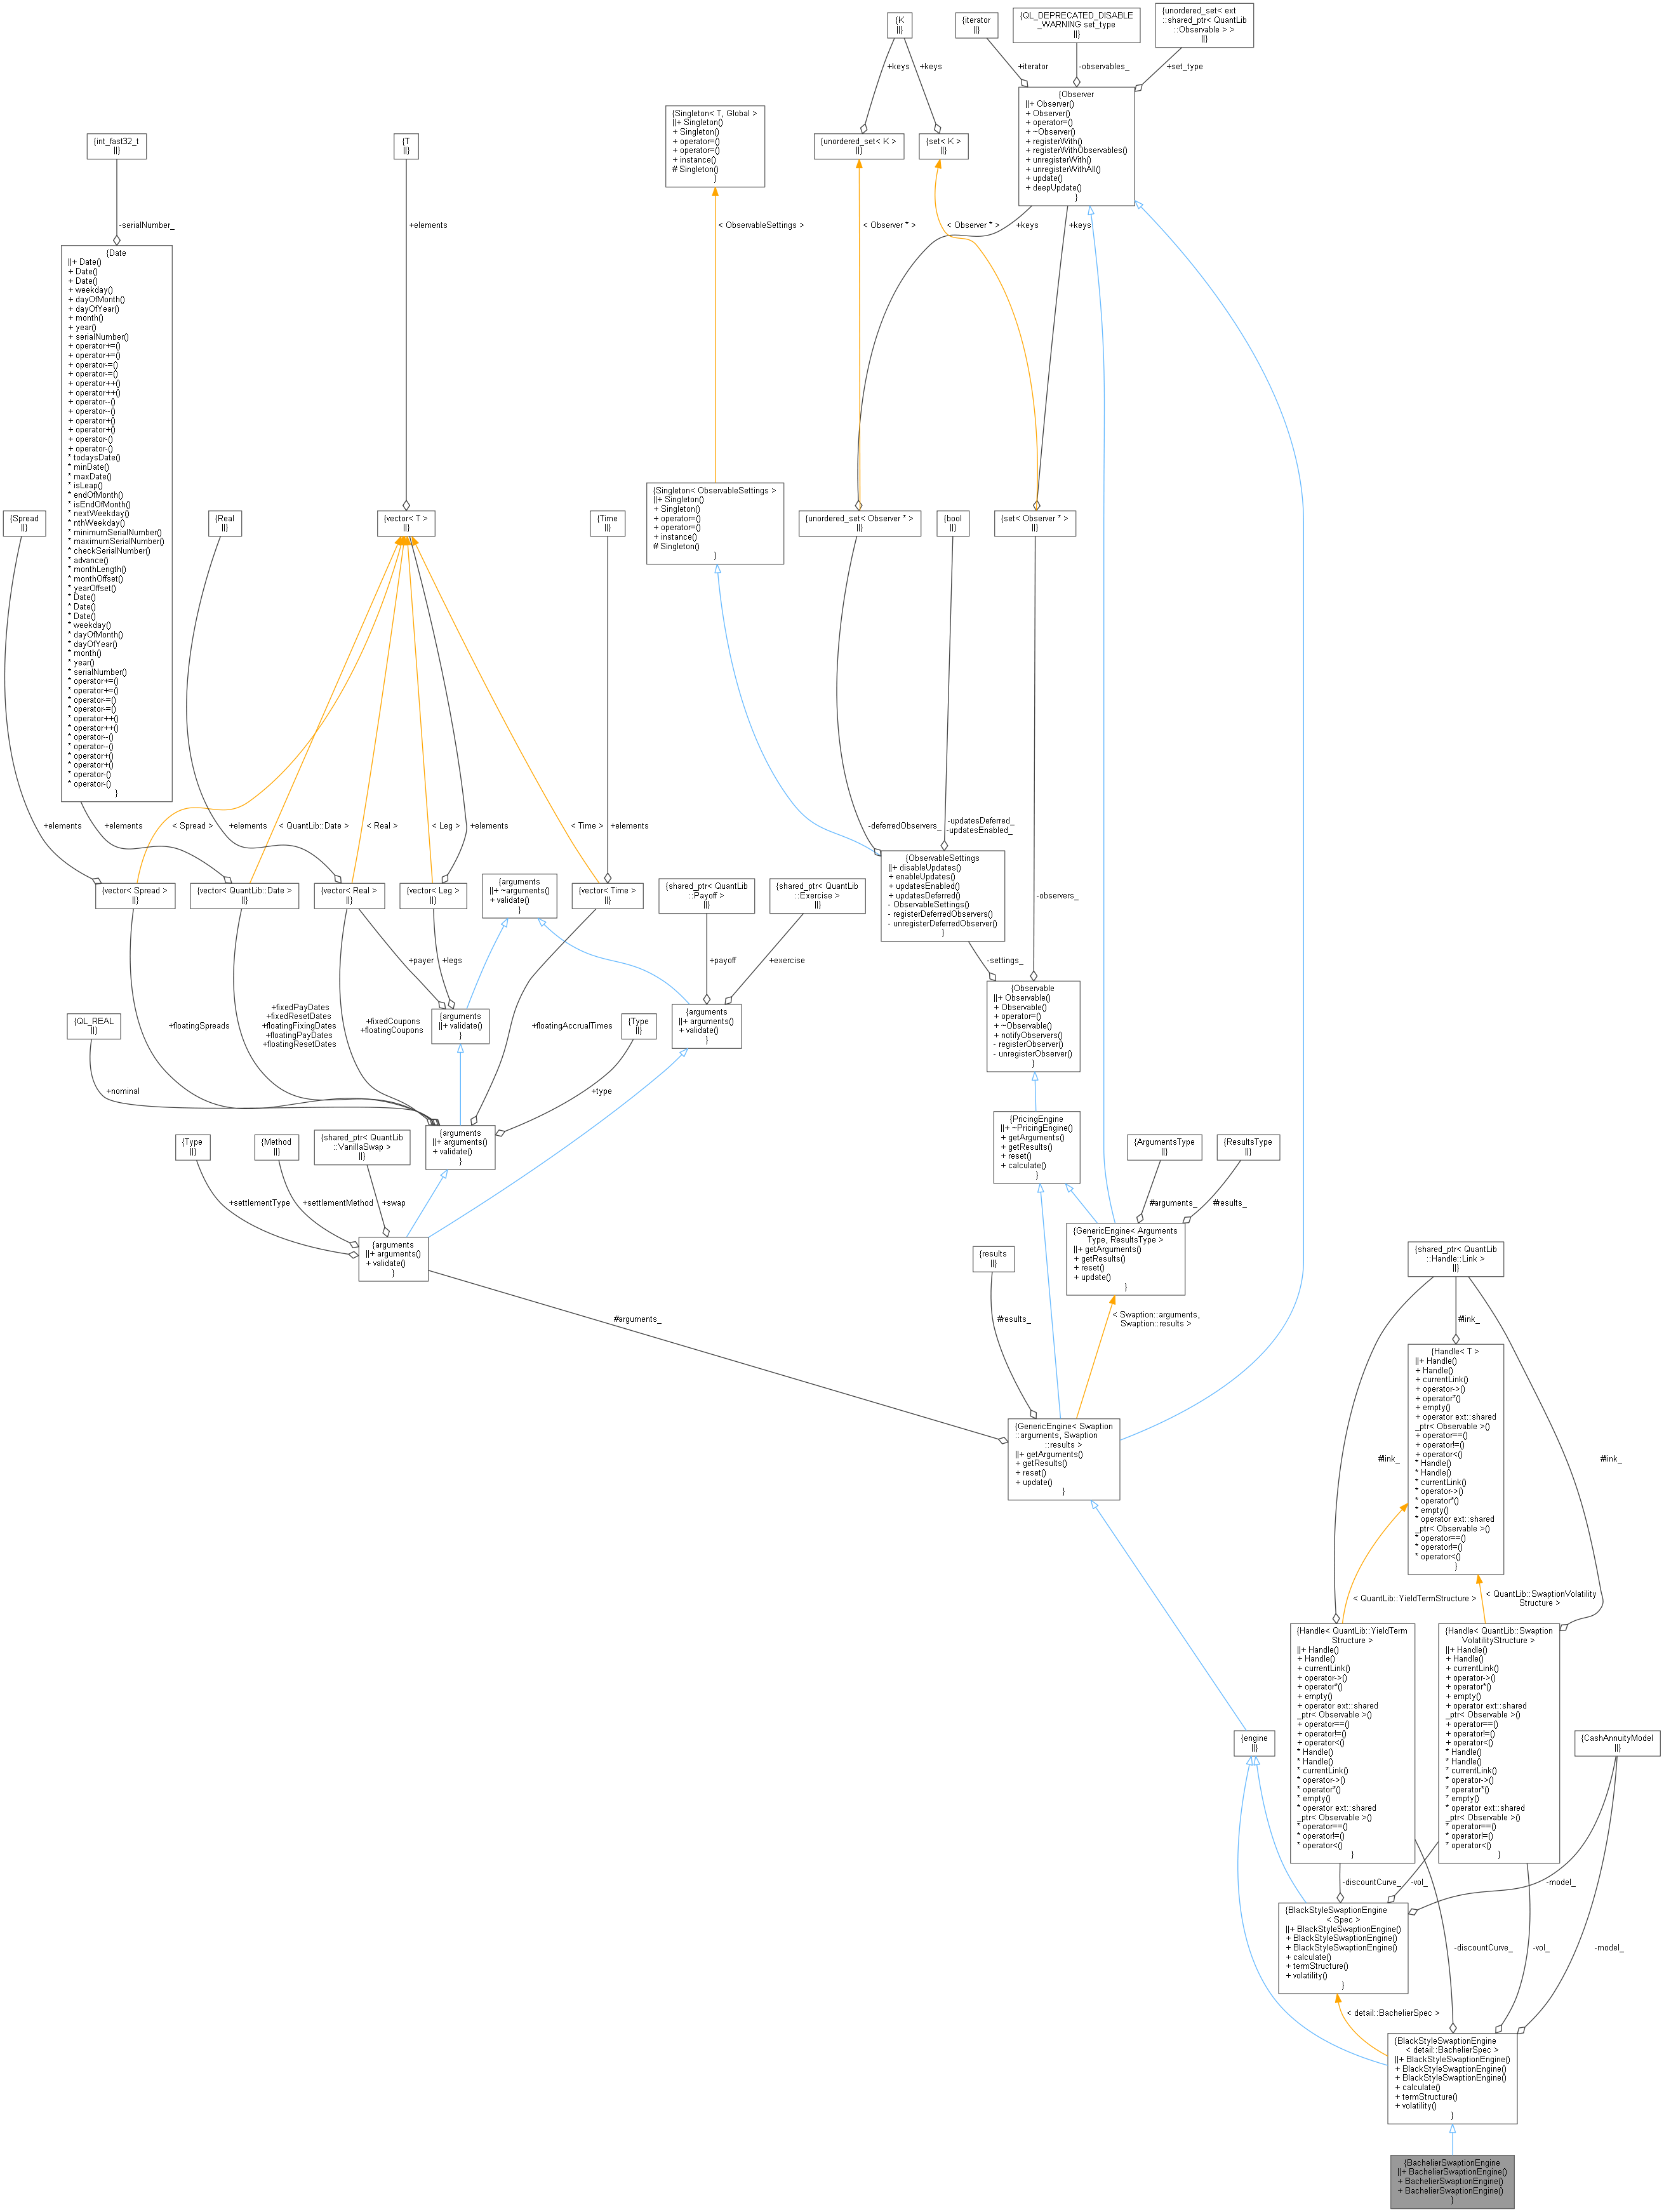 {K
||}
{iterator
||}
{QL_DEPRECATED_DISABLE
_WARNING set_type
||}
{unordered_set< ext
::shared_ptr< QuantLib
::Observable > >
||}
+keys
+keys
+iterator
-observables_
+set_type
{Observer
||+ Observer()
+ Observer()
+ operator=()
+ ~Observer()
+ registerWith()
+ registerWithObservables()
+ unregisterWith()
+ unregisterWithAll()
+ update()
+ deepUpdate()
}
{Singleton< T, Global >
||+ Singleton()
+ Singleton()
+ operator=()
+ operator=()
+ instance()
# Singleton()
}
{unordered_set< K >
||}
{set< K >
||}
{int_fast32_t
||}
{T
||}
-serialNumber_
+elements
< ObservableSettings >
< Observer * >
< Observer * >
+keys
+keys
{Date
||+ Date()
+ Date()
+ Date()
+ weekday()
+ dayOfMonth()
+ dayOfYear()
+ month()
+ year()
+ serialNumber()
+ operator+=()
+ operator+=()
+ operator-=()
+ operator-=()
+ operator++()
+ operator++()
+ operator--()
+ operator--()
+ operator+()
+ operator+()
+ operator-()
+ operator-()
* todaysDate()
* minDate()
* maxDate()
* isLeap()
* endOfMonth()
* isEndOfMonth()
* nextWeekday()
* nthWeekday()
* minimumSerialNumber()
* maximumSerialNumber()
* checkSerialNumber()
* advance()
* monthLength()
* monthOffset()
* yearOffset()
* Date()
* Date()
* Date()
* weekday()
* dayOfMonth()
* dayOfYear()
* month()
* year()
* serialNumber()
* operator+=()
* operator+=()
* operator-=()
* operator-=()
* operator++()
* operator++()
* operator--()
* operator--()
* operator+()
* operator+()
* operator-()
* operator-()
}
{Spread
||}
{Real
||}
{vector< T >
||}
{Time
||}
{Singleton< ObservableSettings >
||+ Singleton()
+ Singleton()
+ operator=()
+ operator=()
+ instance()
# Singleton()
}
{unordered_set< Observer * >
||}
{bool
||}
{set< Observer * >
||}
+elements
+elements
< Spread >
+elements
< QuantLib::Date >
< Real >
< Leg >
+elements
< Time >
+elements
-deferredObservers_
-updatesDeferred_
-updatesEnabled_
{vector< Spread >
||}
{vector< QuantLib::Date >
||}
{vector< Real >
||}
{vector< Leg >
||}
{arguments
||+ ~arguments()
+ validate()
}
{vector< Time >
||}
{shared_ptr< QuantLib
::Payoff >
||}
{shared_ptr< QuantLib
::Exercise >
||}
{ObservableSettings
||+ disableUpdates()
+ enableUpdates()
+ updatesEnabled()
+ updatesDeferred()
- ObservableSettings()
- registerDeferredObservers()
- unregisterDeferredObserver()
}
-observers_
+payer
+legs
+payoff
+exercise
-settings_
{Observable
||+ Observable()
+ Observable()
+ operator=()
+ ~Observable()
+ notifyObservers()
- registerObserver()
- unregisterObserver()
}
{QL_REAL
||}
+floatingSpreads
+fixedPayDates
+fixedResetDates
+floatingFixingDates
+floatingPayDates
+floatingResetDates
+fixedCoupons
+floatingCoupons
{arguments
||+ validate()
}
+floatingAccrualTimes
{Type
||}
{arguments
||+ arguments()
+ validate()
}
+nominal
+type
{Type
||}
{Method
||}
{shared_ptr< QuantLib
::VanillaSwap >
||}
{arguments
||+ arguments()
+ validate()
}
{PricingEngine
||+ ~PricingEngine()
+ getArguments()
+ getResults()
+ reset()
+ calculate()
}
{ArgumentsType
||}
{ResultsType
||}
+settlementType
+settlementMethod
+swap
#arguments_
#results_
{arguments
||+ arguments()
+ validate()
}
{results
||}
{GenericEngine< Arguments
Type, ResultsType >
||+ getArguments()
+ getResults()
+ reset()
+ update()
}
{shared_ptr< QuantLib
::Handle::Link >
||}
#arguments_
#results_
< Swaption::arguments,
Swaption::results >
#link_
{Handle< T >
||+ Handle()
+ Handle()
+ currentLink()
+ operator->()
+ operator*()
+ empty()
+ operator ext::shared
_ptr< Observable >()
+ operator==()
+ operator!=()
+ operator<()
* Handle()
* Handle()
* currentLink()
* operator->()
* operator*()
* empty()
* operator ext::shared
_ptr< Observable >()
* operator==()
* operator!=()
* operator<()
}
{GenericEngine< Swaption
::arguments, Swaption
::results >
||+ getArguments()
+ getResults()
+ reset()
+ update()
}
#link_
#link_
< QuantLib::YieldTermStructure >
< QuantLib::SwaptionVolatility
Structure >
{Handle< QuantLib::YieldTerm
Structure >
||+ Handle()
+ Handle()
+ currentLink()
+ operator->()
+ operator*()
+ empty()
+ operator ext::shared
_ptr< Observable >()
+ operator==()
+ operator!=()
+ operator<()
* Handle()
* Handle()
* currentLink()
* operator->()
* operator*()
* empty()
* operator ext::shared
_ptr< Observable >()
* operator==()
* operator!=()
* operator<()
}
{Handle< QuantLib::Swaption
VolatilityStructure >
||+ Handle()
+ Handle()
+ currentLink()
+ operator->()
+ operator*()
+ empty()
+ operator ext::shared
_ptr< Observable >()
+ operator==()
+ operator!=()
+ operator<()
* Handle()
* Handle()
* currentLink()
* operator->()
* operator*()
* empty()
* operator ext::shared
_ptr< Observable >()
* operator==()
* operator!=()
* operator<()
}
{engine
||}
{CashAnnuityModel
||}
-discountCurve_
-vol_
-model_
{BlackStyleSwaptionEngine
< Spec >
||+ BlackStyleSwaptionEngine()
+ BlackStyleSwaptionEngine()
+ BlackStyleSwaptionEngine()
+ calculate()
+ termStructure()
+ volatility()
}
-discountCurve_
-vol_
-model_
< detail::BachelierSpec >
{BlackStyleSwaptionEngine
< detail::BachelierSpec >
||+ BlackStyleSwaptionEngine()
+ BlackStyleSwaptionEngine()
+ BlackStyleSwaptionEngine()
+ calculate()
+ termStructure()
+ volatility()
}
{BachelierSwaptionEngine
||+ BachelierSwaptionEngine()
+ BachelierSwaptionEngine()
+ BachelierSwaptionEngine()
}